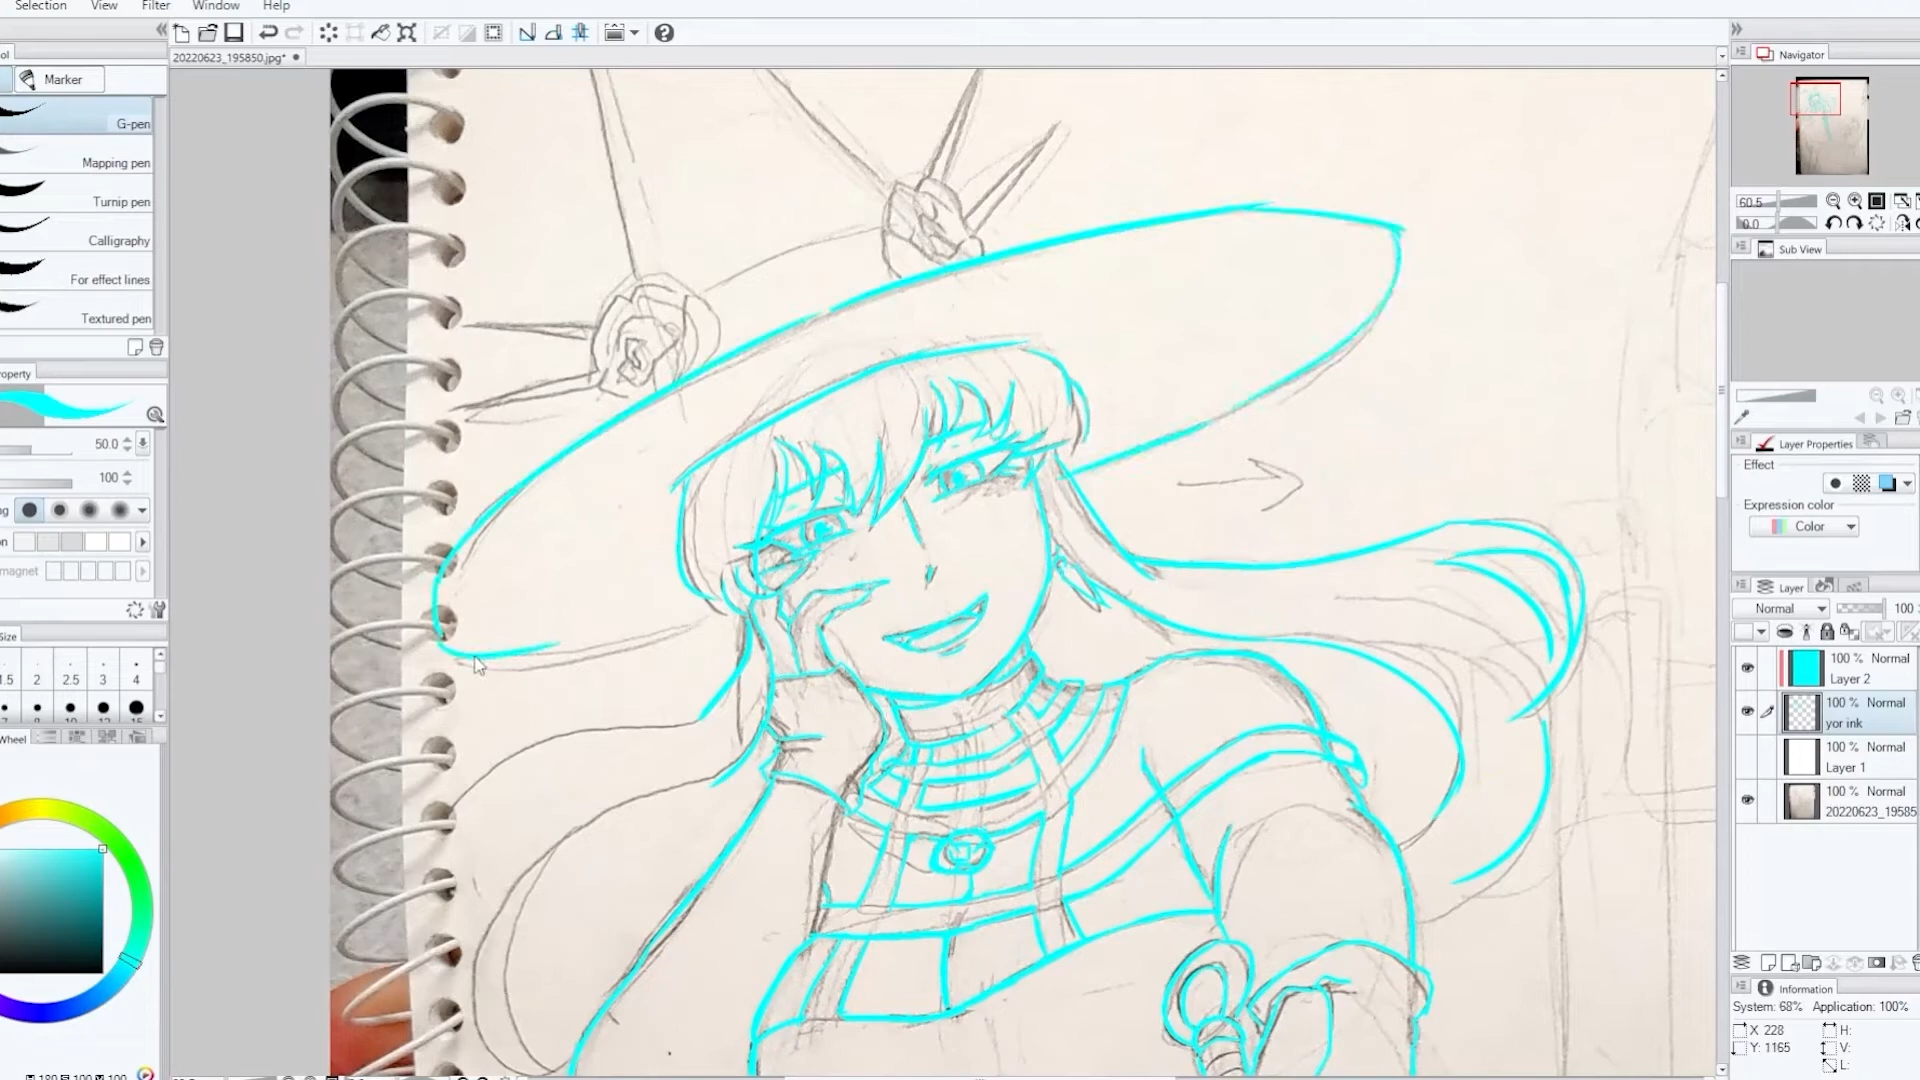 Selection View Filter Window Help
20220623_195850.jpg*
Marker
G-pen
Mapping pen
Turnip pen
Calligraphy
For effect lines
Textured pen
50.0
100
magnet
Size
2 2.5 3 4
Wheel
Navigator
60.5
0.0
Sub View
Layer Properties
Effect
Expression color
Color
Layer
Normal 100
100 % Normal
Layer 2
100 % Normal
yor ink
100 % Normal
Layer 1
100 % Normal
20220623_19585
Information
System: 68% Application: 100%
X 228 H:
Y: 1165 V:
L: